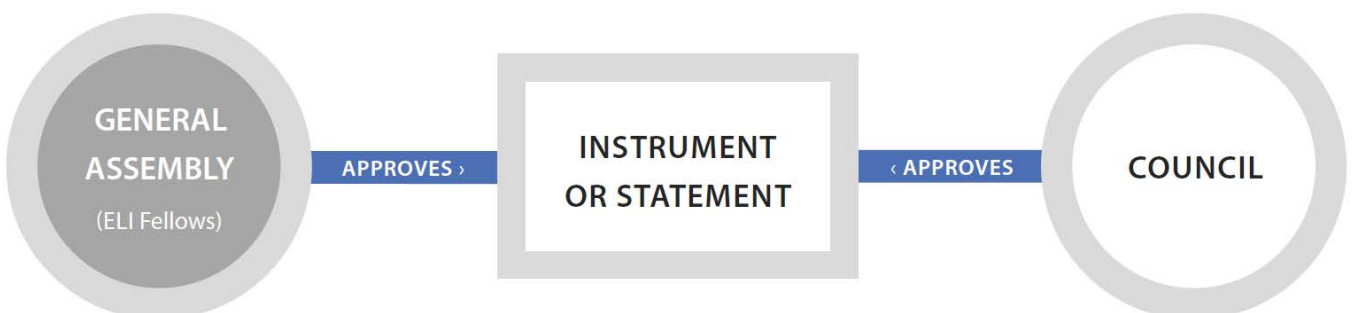 GENERAL
ASSEMBLY
(ELI Fellows)
APPROVES ›
INSTRUMENT
OR STATEMENT
‹ APPROVES
COUNCIL